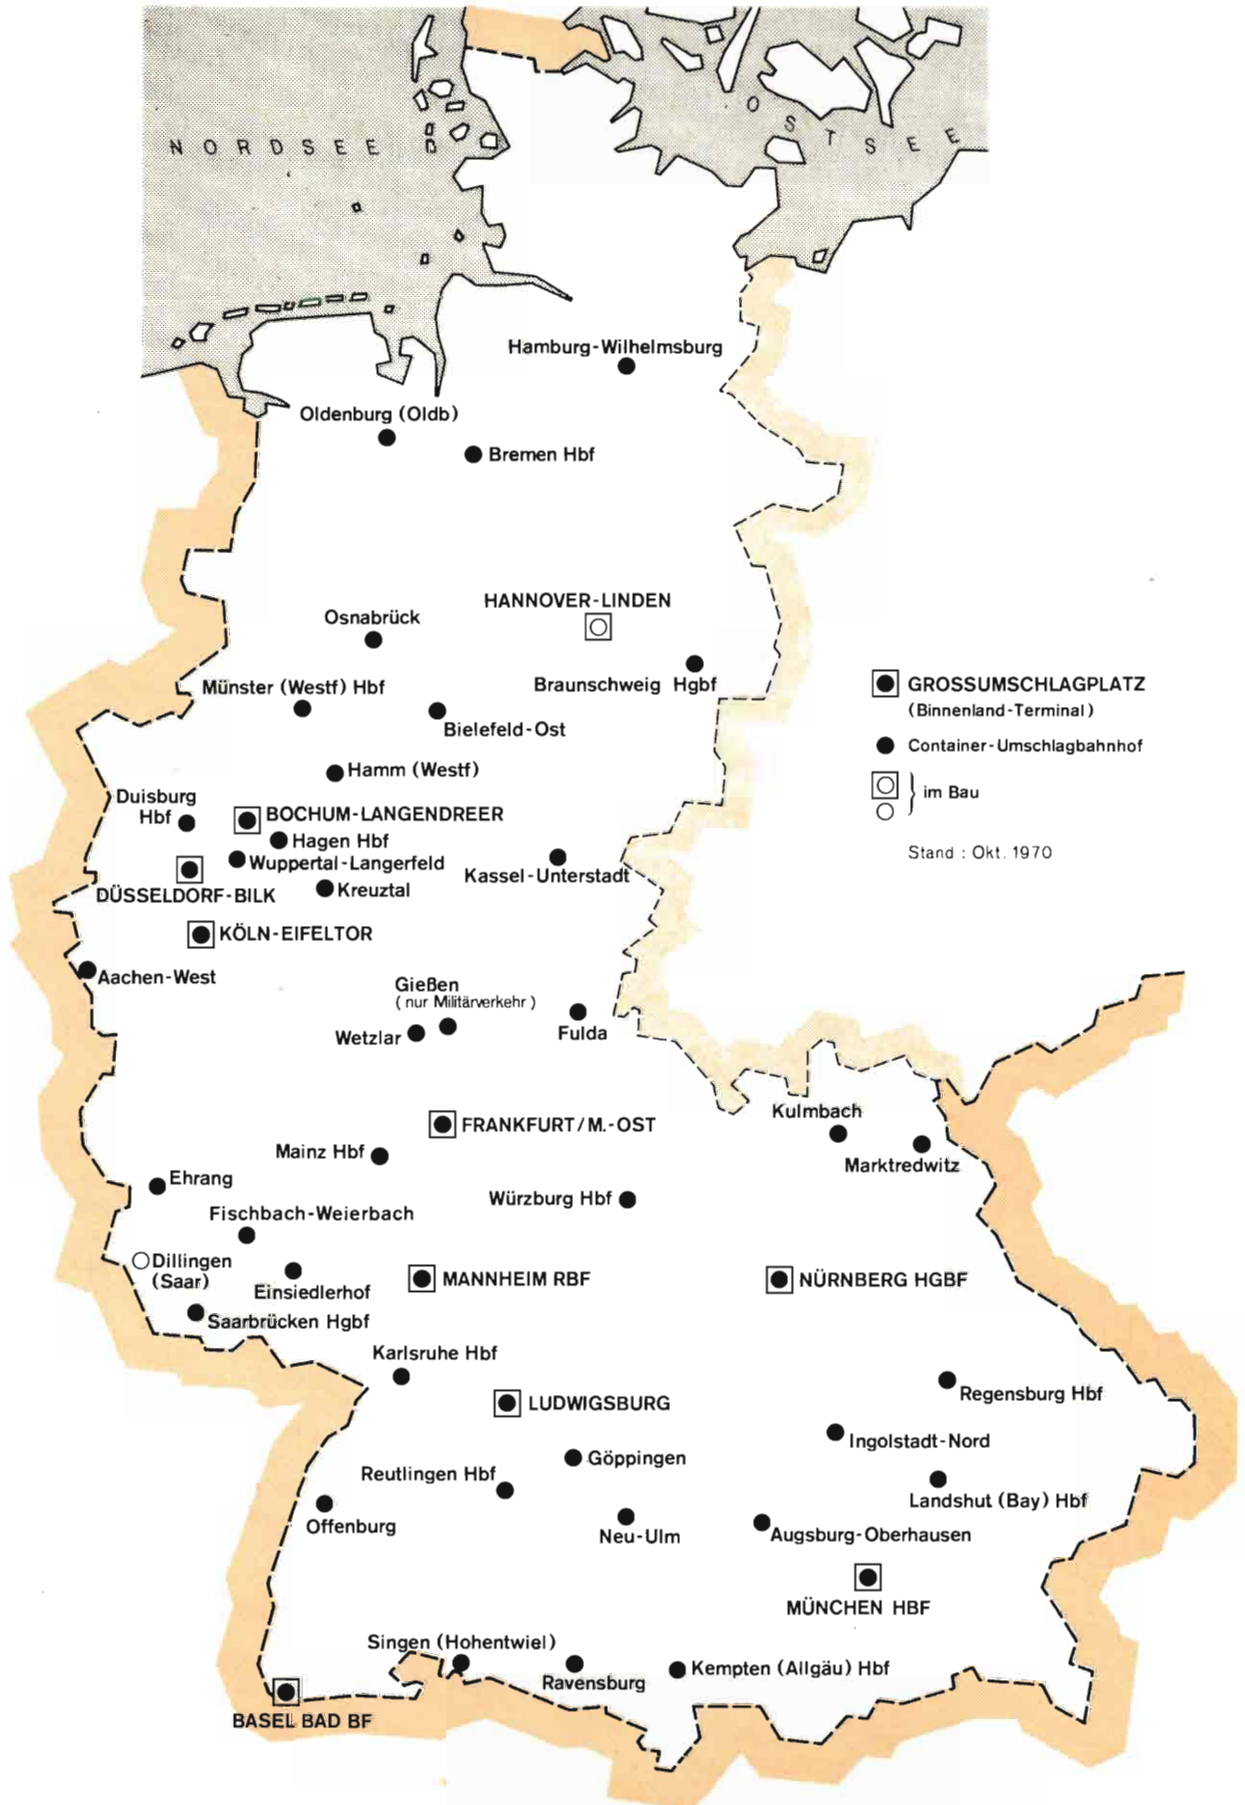 NORDSEE
OSTSEE
Hamburg-Wilhelmsburg
Oldenburg (Oldb)
Bremen Hbf
HANNOVER-LINDEN
Osnabrück
Braunschweig Hgbf
Münster (Westf) Hbf
Bielefeld-Ost
Hamm (Westf)
Duisburg
Hbf
BOCHUM-LANGENDREER
Hagen Hbf
Wuppertal-Langerfeld
Kassel-Unterstadt
DÜSSELDORF-BILK
Kreuztal
KÖLN-EIFELTOR
Aachen-West
Gießen
(nur Militärverkehr)
Wetzlar
Fulda
GROSSUMSCHLAGPLATZ
(Binnenland-Terminal)
Container-Umschlagbahnhof
im Bau
Stand : Okt. 1970
Kulmbach
FRANKFURT/M.-OST
Mainz Hbf
Marktredwitz
Ehrang
Würzburg Hbf
Fischbach-Weierbach
Dillingen
(Saar)
Einsiedlerhof
MANNHEIM RBF
NÜRNBERG HGBF
Saarbrücken Hgbf
Karlsruhe Hbf
Regensburg Hbf
LUDWIGSBURG
Ingolstadt-Nord
Göppingen
Reutlingen Hbf
Landshut (Bay) Hbf
Offenburg
Neu-Ulm
Augsburg-Oberhausen
MÜNCHEN HBF
Singen (Hohentwiel)
Ravensburg
Kempten (Allgäu) Hbf
BASEL BAD BF